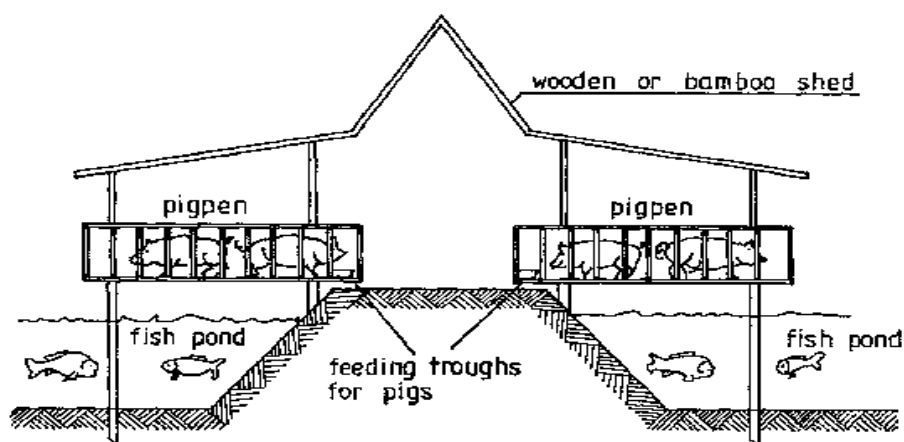 wooden or bamboo shed
pigpen
pigpen
fish pond
fish pond
feeding troughs
for pigs